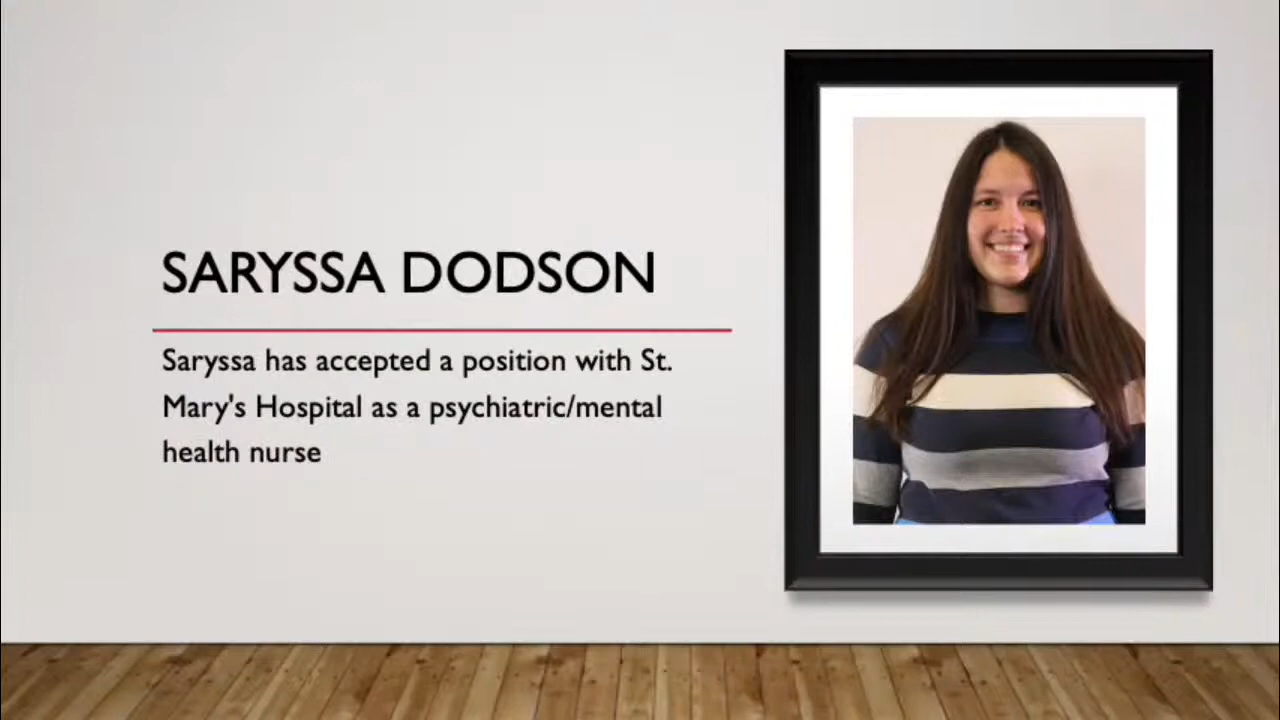 SARYSSA DODSON
Saryssa has accepted a position with St.
Mary's Hospital as a psychiatric/mental
health nurse